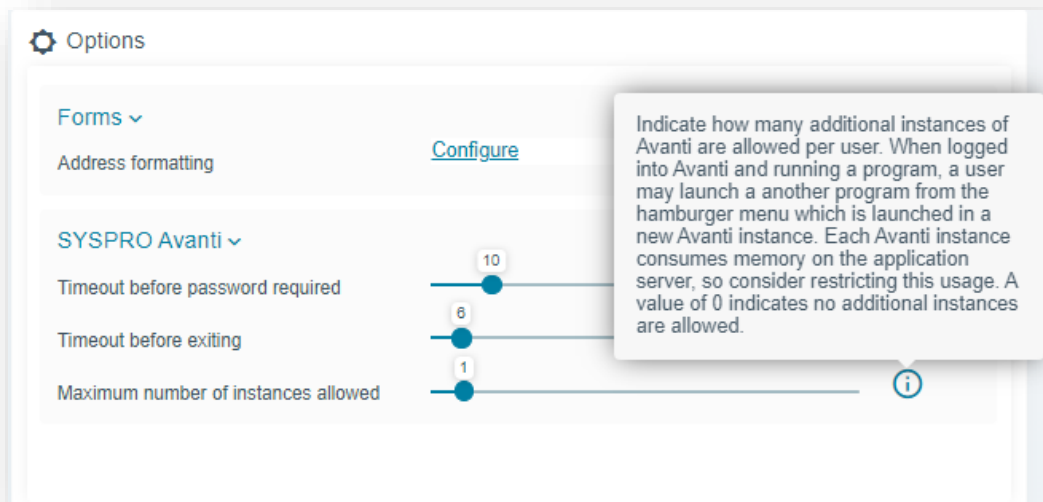 Options
Forms
Address formatting
Configure
SYSPRO Avanti
Timeout before password required
10
Timeout before exiting
6
Maximum number of instances allowed
1
Indicate how many additional instances of
Avanti are allowed per user. When logged
into Avanti and running a program, a user
may launch a another program from the
hamburger menu which is launched in a
new Avanti instance. Each Avanti instance
consumes memory on the application
server, so consider restricting this usage. A
value of 0 indicates no additional instances
are allowed.